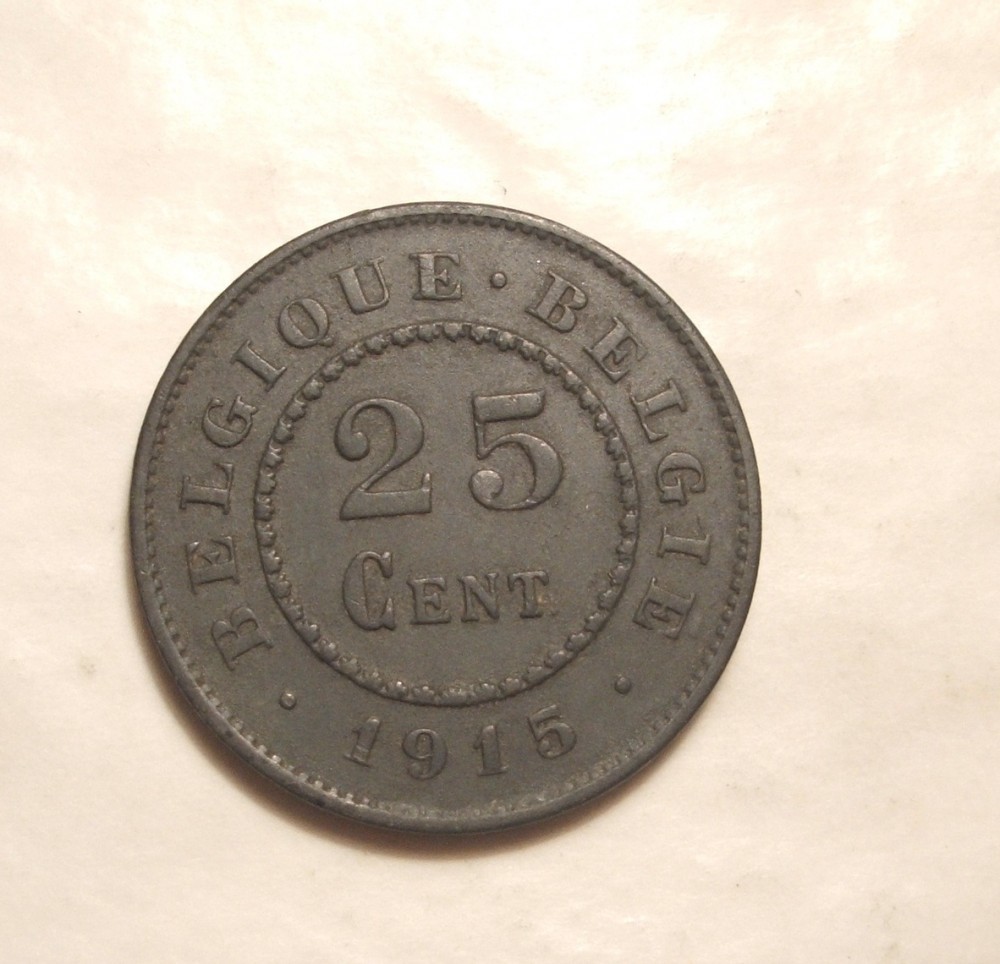 BELGIQUE · BELGIE
25
CENT
· 1915 ·